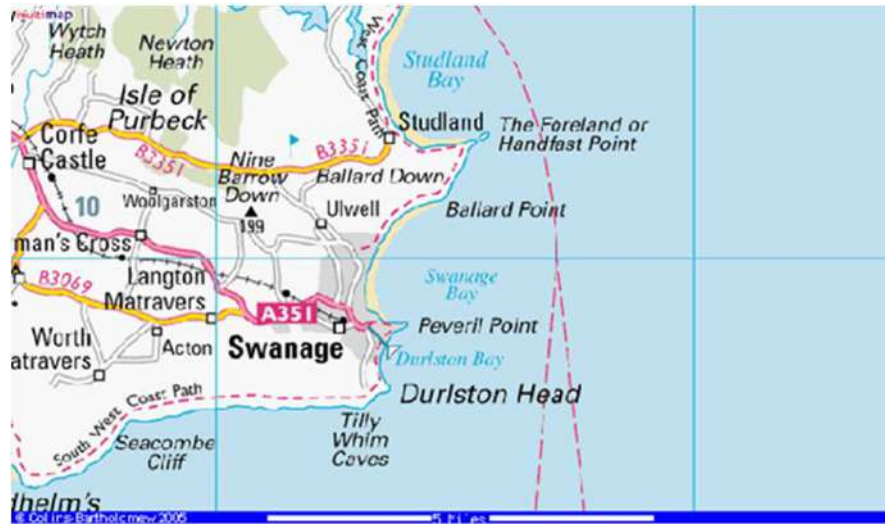 multimap
Wytch
Heath
Newton
Heath
West
Coast Path
Studland
Bay
Isle of
Purbeck
Studland
The Foreland or
Handfast Point
Corfe
Castle
B3351
B3351
Nine
Barrow
Down
Ballard Down
10
Woolgarston
199
Ulwell
Ballard Point
man's Cross
B3069
Langton
Matravers
Swanage
Bay
A351
Peveril Point
Worth
atravers
Acton
Swanage
Durlston Bay
South West Coast Path
Durlston Head
Seacombe
Cliff
Tilly
Whim
Caves
dhelm's
© Collins-Bartholomew 2005
5 miles